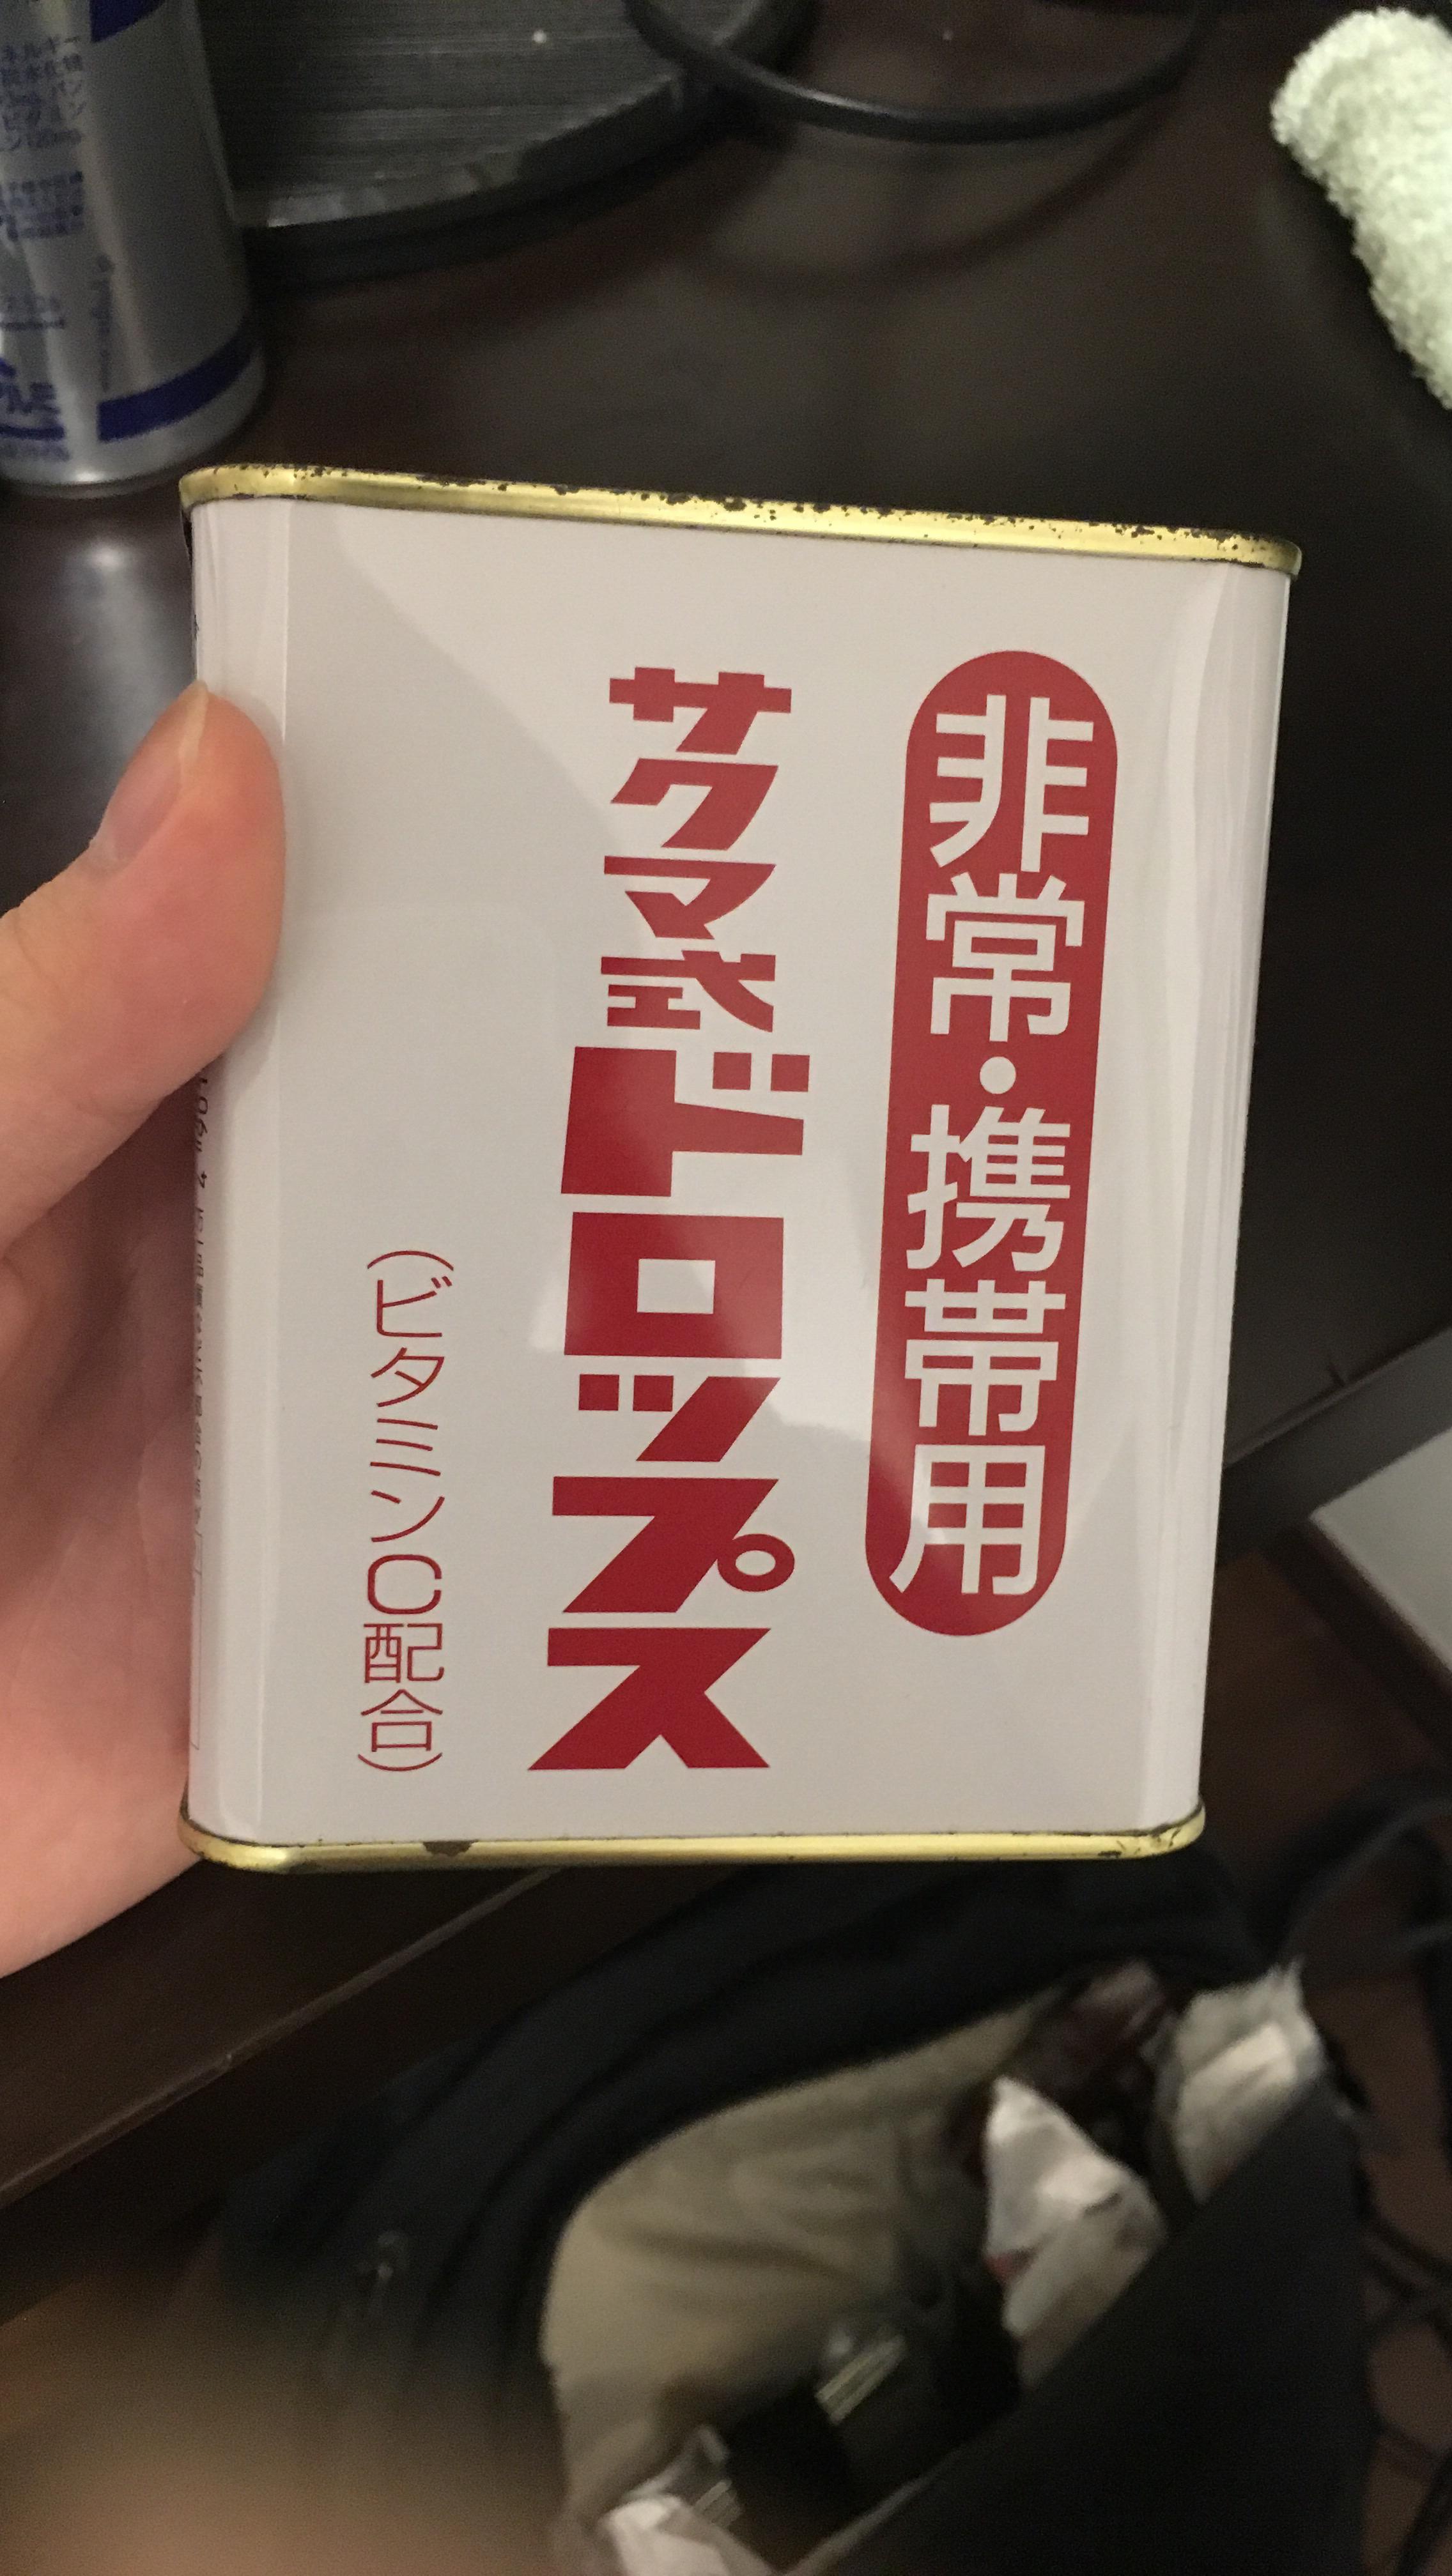 非常・携帯用
サクマ式ドロップス
（ビタミンC配合）